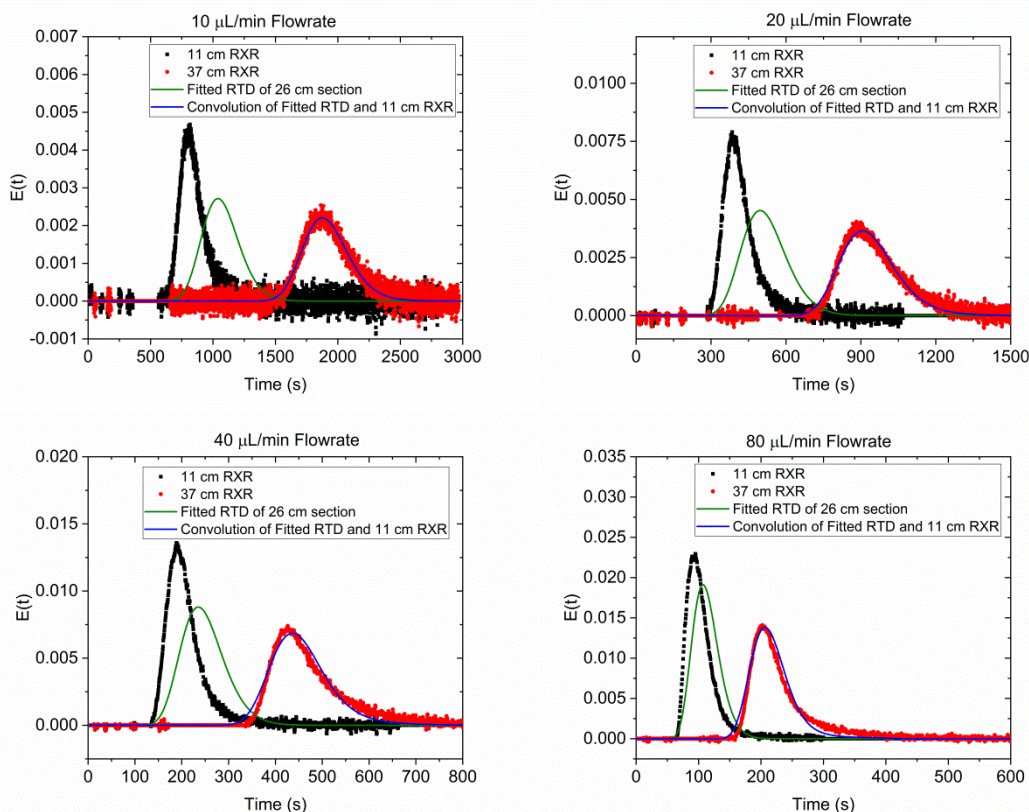 10 μL/min Flowrate
0.007
0.006
0.005
0.004
0.003
0.002
0.001
0.000
-0.001
E(t)
11 cm RXR
37 cm RXR
Fitted RTD of 26 cm section
Convolution of Fitted RTD and 11 cm RXR
0 500 1000 1500 2000 2500 3000
Time (s)
20 μL/min Flowrate
0.0100
0.0075
0.0050
0.0025
0.0000
E(t)
11 cm RXR
37 cm RXR
Fitted RTD of 26 cm section
Convolution of Fitted RTD and 11 cm RXR
0 300 600 900 1200 1500
Time (s)
40 μL/min Flowrate
0.020
0.015
0.010
0.005
0.000
E(t)
11 cm RXR
37 cm RXR
Fitted RTD of 26 cm section
Convolution of Fitted RTD and 11 cm RXR
0 100 200 300 400 500 600 700 800
Time (s)
80 μL/min Flowrate
0.035
0.030
0.025
0.020
0.015
0.010
0.005
0.000
E(t)
11 cm RXR
37 cm RXR
Fitted RTD of 26 cm section
Convolution of Fitted RTD and 11 cm RXR
0 100 200 300 400 500 600
Time (s)